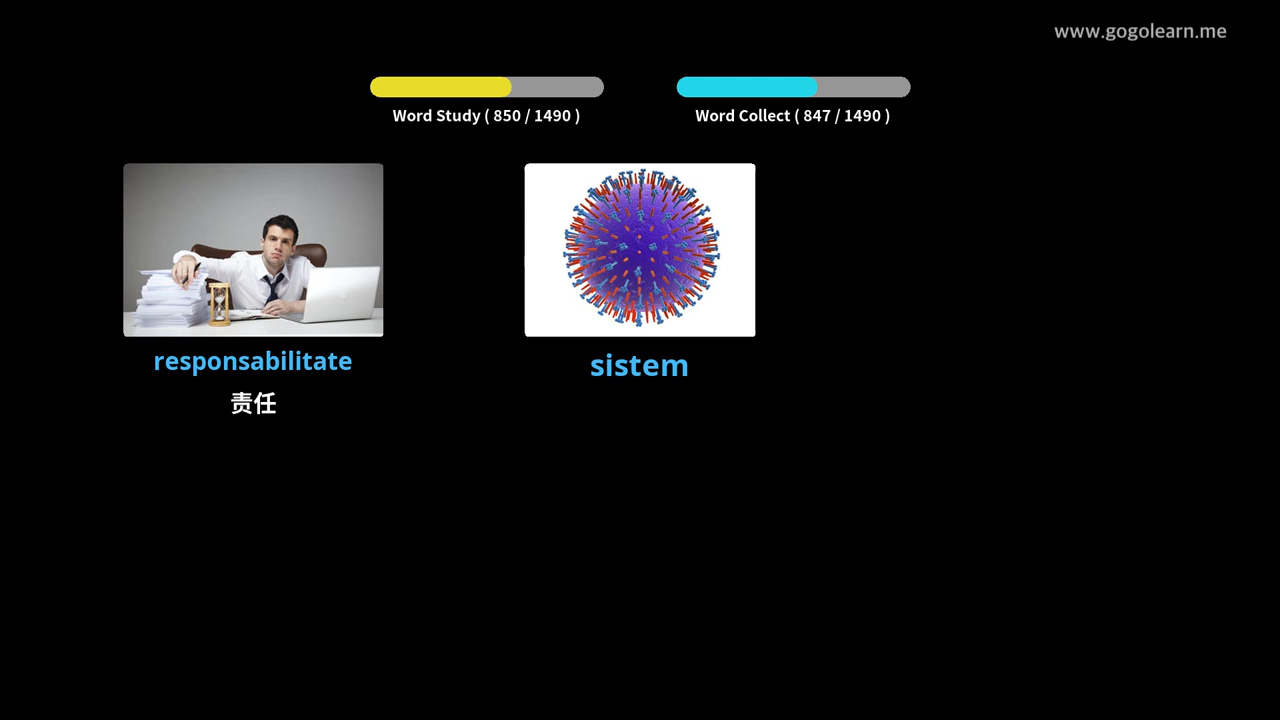 www.gogolearn.me
Word Study ( 850 / 1490 )
Word Collect ( 847 / 1490 )
responsabilitate
责任
sistem